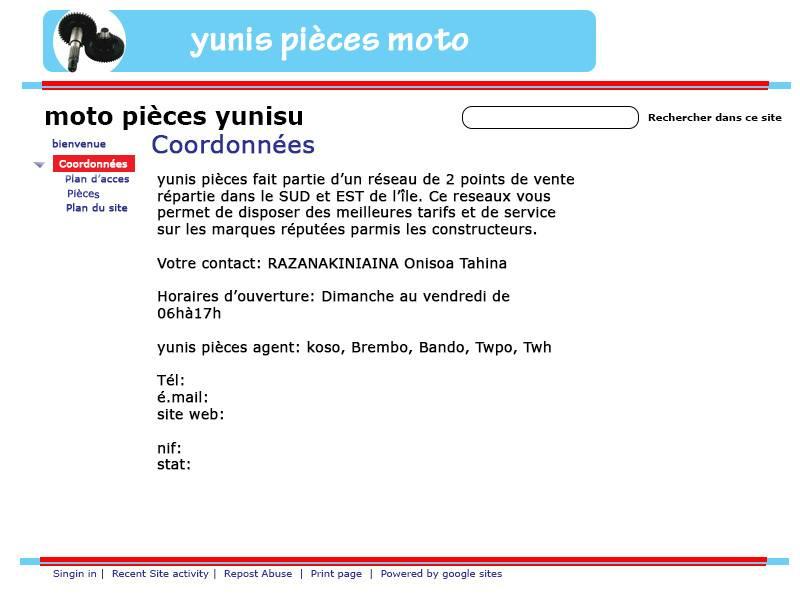 yunis pièces moto
moto pièces yunisu
Rechercher dans ce site
bienvenue
Coordonnées
Plan d'acces
Pièces
Plan du site
Coordonnées
yunis pièces fait partie d'un réseau de 2 points de vente
répartie dans le SUD et EST de l'île. Ce reseaux vous
permet de disposer des meilleures tarifs et de service
sur les marques réputées parmis les constructeurs.
Votre contact: RAZANAKINIAINA Onisoa Tahina
Horaires d'ouverture: Dimanche au vendredi de
06hà17h
yunis pièces agent: koso, Brembo, Bando, Twpo, Twh
Tél:
é.mail:
site web:
nif:
stat:
Singin in | Recent Site activity | Repost Abuse | Print page | Powered by google sites